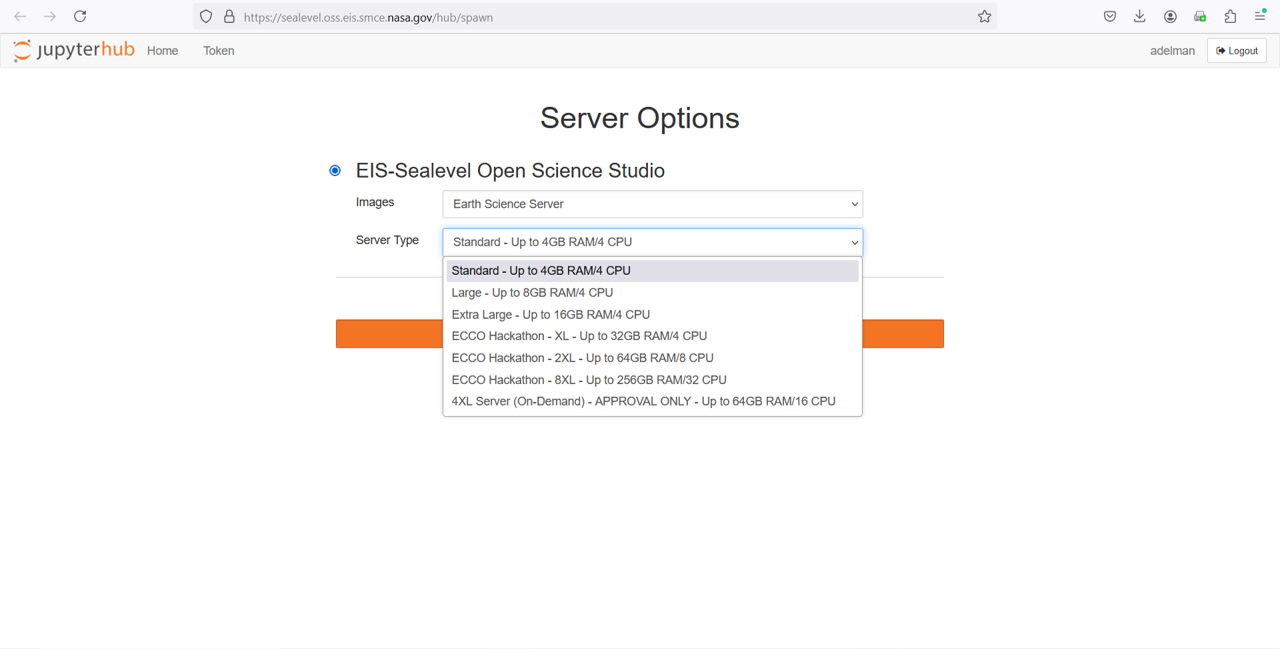 https://sealevel.oss.eis.smce.nasa.gov/hub/spawn
jupyterhub Home Token adelman Logout
Server Options
EIS-Sealevel Open Science Studio
Images Earth Science Server
Server Type Standard - Up to 4GB RAM/4 CPU
Standard - Up to 4GB RAM/4 CPU
Large - Up to 8GB RAM/4 CPU
Extra Large - Up to 16GB RAM/4 CPU
ECCO Hackathon - XL - Up to 32GB RAM/4 CPU
ECCO Hackathon - 2XL - Up to 64GB RAM/8 CPU
ECCO Hackathon - 8XL - Up to 256GB RAM/32 CPU
4XL Server (On-Demand) - APPROVAL ONLY - Up to 64GB RAM/16 CPU